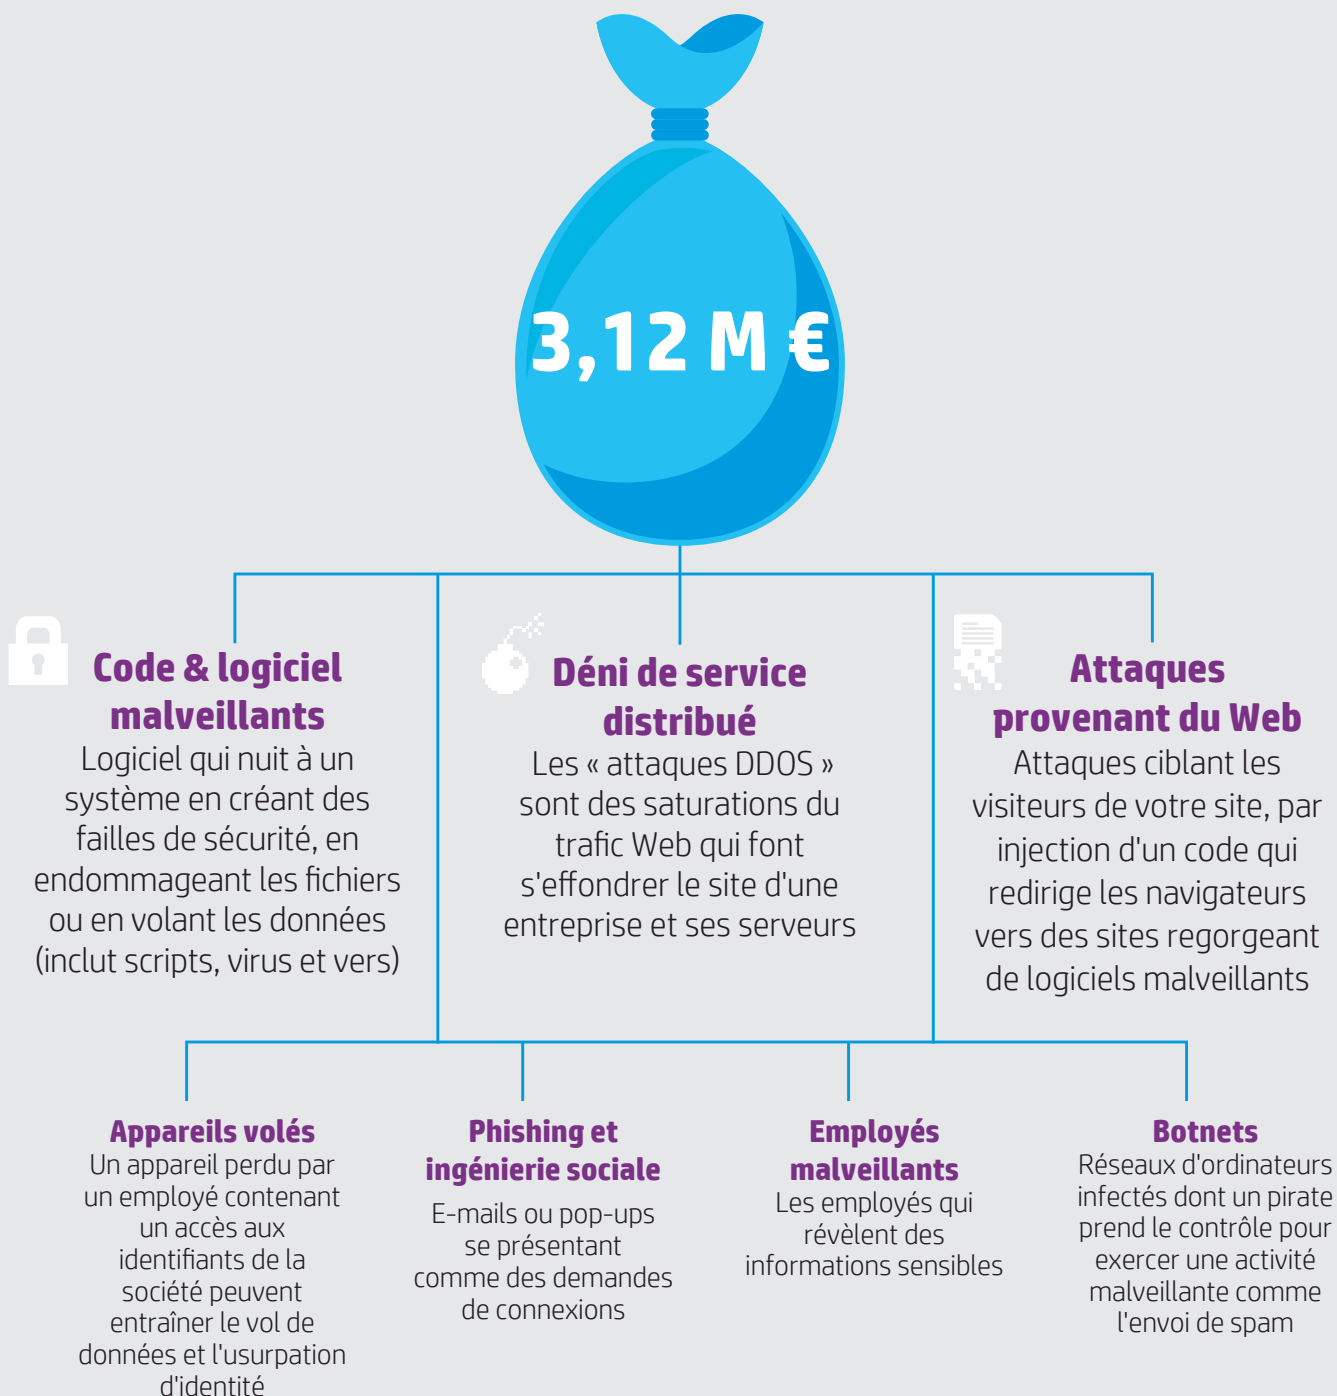 3,12 M €
Code & logiciel
malveillants
Logiciel qui nuit à un
système en créant des
failles de sécurité, en
endommageant les fichiers
ou en volant les données
(inclut scripts, virus et vers)
Déni de service
distribué
Les « attaques DDOS »
sont des saturations du
trafic Web qui font
s'effondrer le site d'une
entreprise et ses serveurs
Attaques
provenant du Web
Attaques ciblant les
visiteurs de votre site, par
injection d'un code qui
redirige les navigateurs
vers des sites regorgeant
de logiciels malveillants
Appareils volés
Un appareil perdu par
un employé contenant
un accès aux
identifiants de la
société peuvent
entraîner le vol de
données et l'usurpation
d'identité
Phishing et
ingénierie sociale
E-mails ou pop-ups
se présentant
comme des demandes
de connexions
Employés
malveillants
Les employés qui
révèlent des
informations sensibles
Botnets
Réseaux d'ordinateurs
infectés dont un pirate
prend le contrôle pour
exercer une activité
malveillante comme
l'envoi de spam